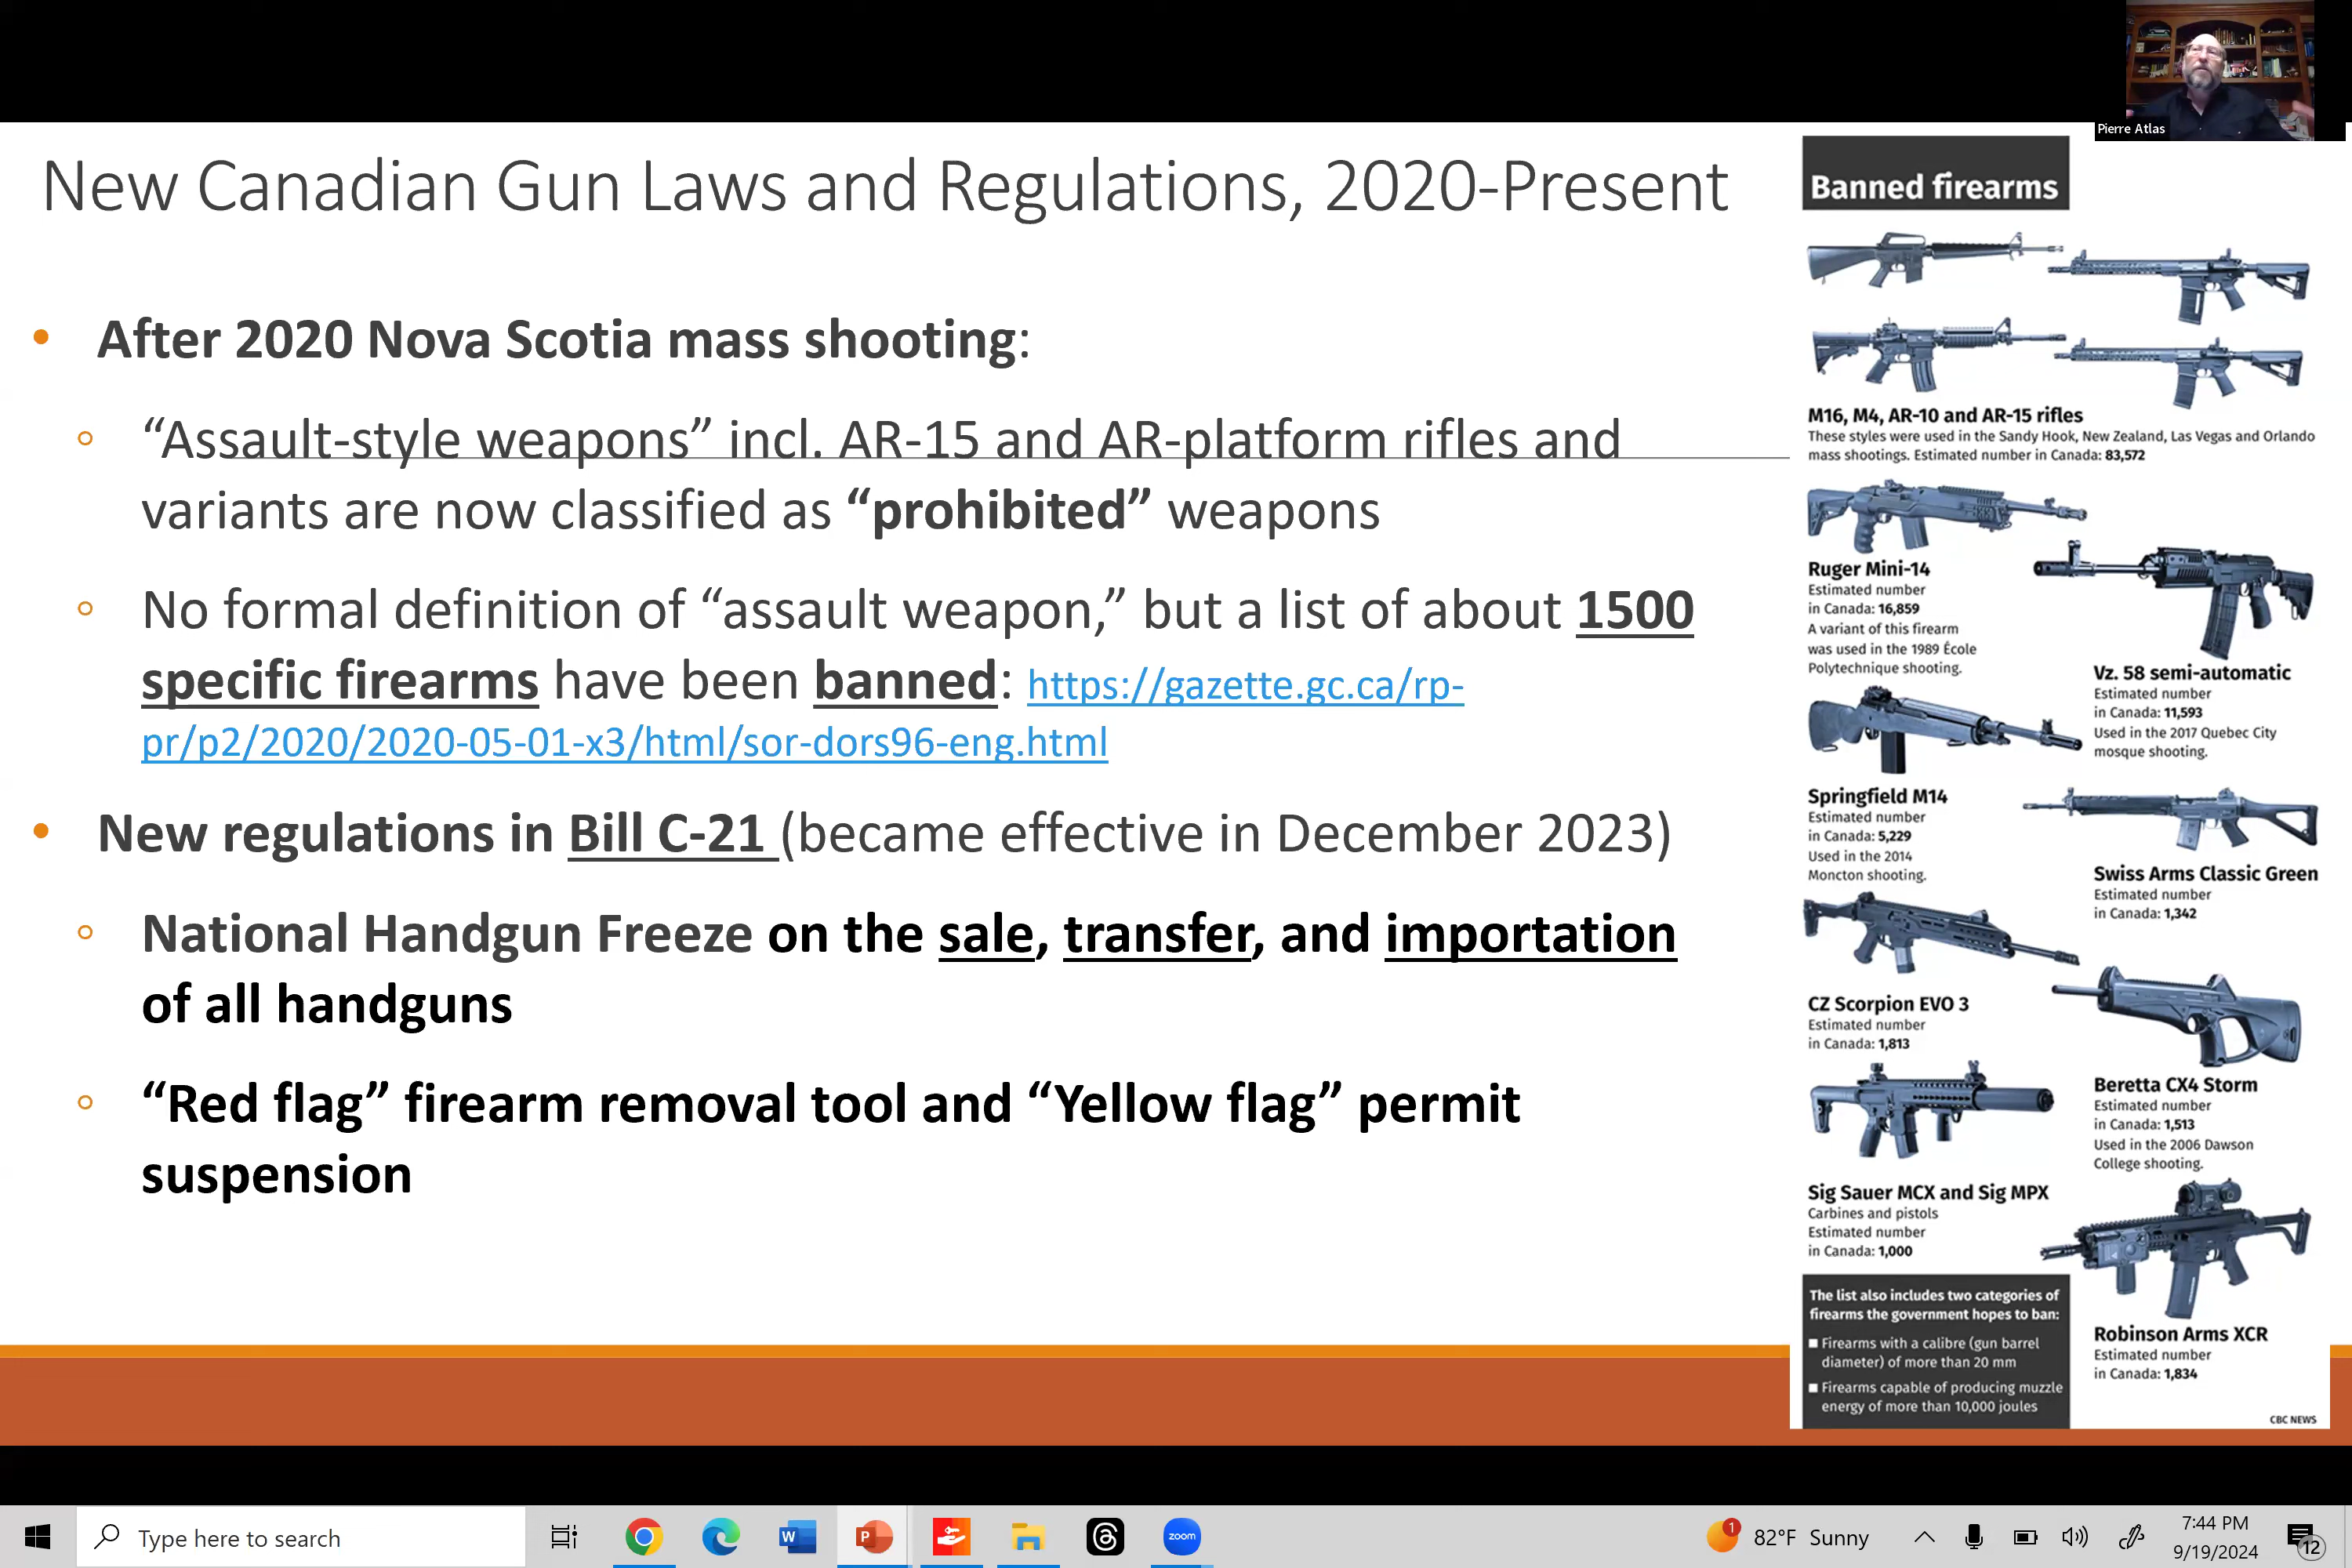 Pierre Atlas
New Canadian Gun Laws and Regulations, 2020-Present
• After 2020 Nova Scotia mass shooting:
◦ “Assault-style weapons” incl. AR-15 and AR-platform rifles and
variants are now classified as “prohibited” weapons
◦ No formal definition of “assault weapon,” but a list of about 1500
specific firearms have been banned: https://gazette.gc.ca/rp-
pr/p2/2020/2020-05-01-x3/html/sor-dors96-eng.html
• New regulations in Bill C-21 (became effective in December 2023)
◦ National Handgun Freeze on the sale, transfer, and importation
of all handguns
◦ “Red flag” firearm removal tool and “Yellow flag” permit
suspension
Banned firearms
M16, M4, AR-10 and AR-15 rifles
These styles were used in the Sandy Hook, New Zealand, Las Vegas and Orlando
mass shootings. Estimated number in Canada: 83,572
Ruger Mini-14
Estimated number
in Canada: 16,859
A variant of this firearm
was used in the 1989 École
Polytechnique shooting.
Vz. 58 semi-automatic
Estimated number
in Canada: 11,593
Used in the 2017 Quebec City
mosque shooting.
Springfield M14
Estimated number
in Canada: 5,229
Used in the 2014
Moncton shooting.
Swiss Arms Classic Green
Estimated number
in Canada: 1,342
CZ Scorpion EVO 3
Estimated number
in Canada: 1,813
Beretta CX4 Storm
Estimated number
in Canada: 1,513
Used in the 2006 Dawson
College shooting.
Sig Sauer MCX and Sig MPX
Carbines and pistols
Estimated number
in Canada: 1,000
Robinson Arms XCR
Estimated number
in Canada: 1,834
The list also includes two categories of
firearms the government hopes to ban:
■ Firearms with a calibre (gun barrel
diameter) of more than 20 mm
■ Firearms capable of producing muzzle
energy of more than 10,000 joules
CBC NEWS
Type here to search
W
P
zoom
1
82°F Sunny
7:44 PM
9/19/2024
12